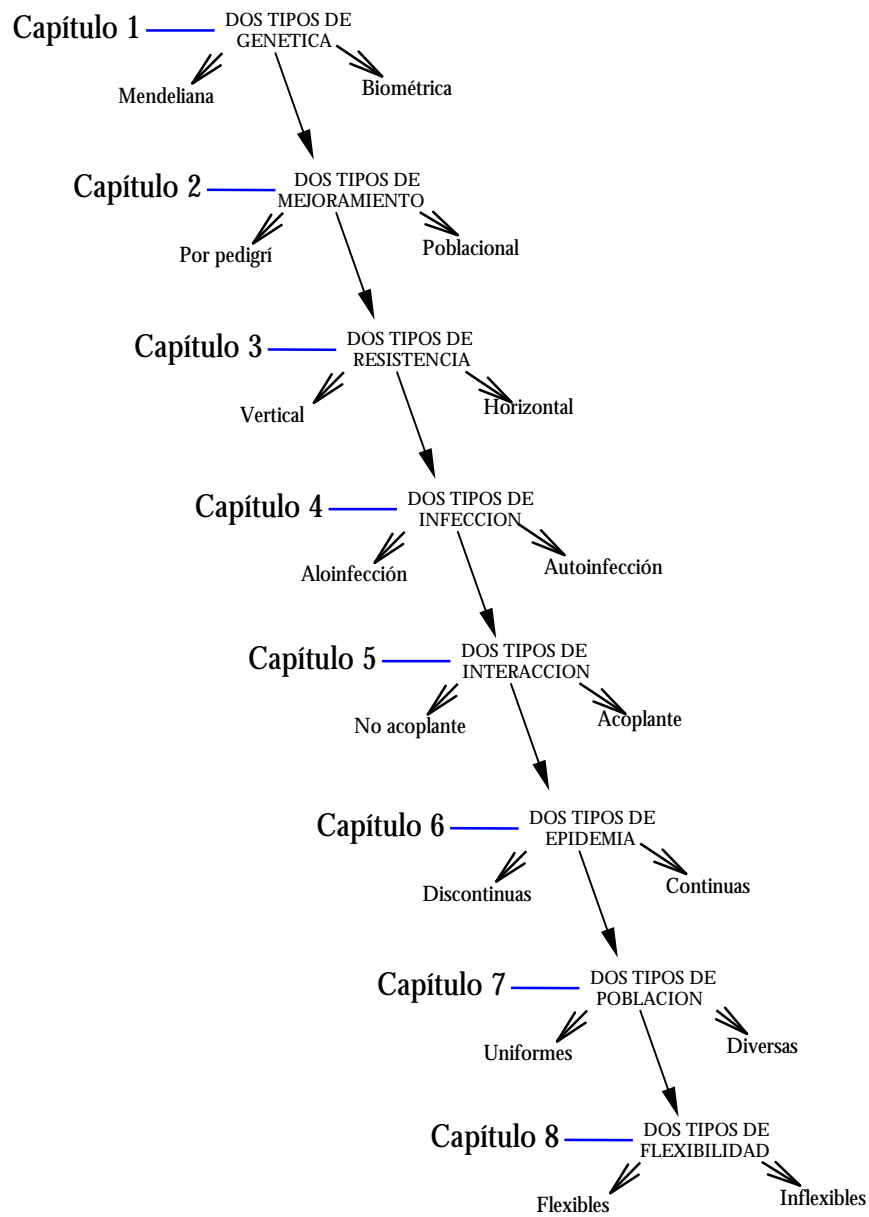 Capítulo 1
DOS TIPOS DE
GENETICA
Mendeliana
Biométrica
Capítulo 2
DOS TIPOS DE
MEJORAMIENTO
Por pedigrí
Poblacional
Capítulo 3
DOS TIPOS DE
RESISTENCIA
Vertical
Horizontal
Capítulo 4
DOS TIPOS DE
INFECCION
Aloinfección
Autoinfección
Capítulo 5
DOS TIPOS DE
INTERACCION
No acoplante
Acoplante
Capítulo 6
DOS TIPOS DE
EPIDEMIA
Discontinuas
Continuas
Capítulo 7
DOS TIPOS DE
POBLACION
Uniformes
Diversas
Capítulo 8
DOS TIPOS DE
FLEXIBILIDAD
Flexibles
Inflexibles